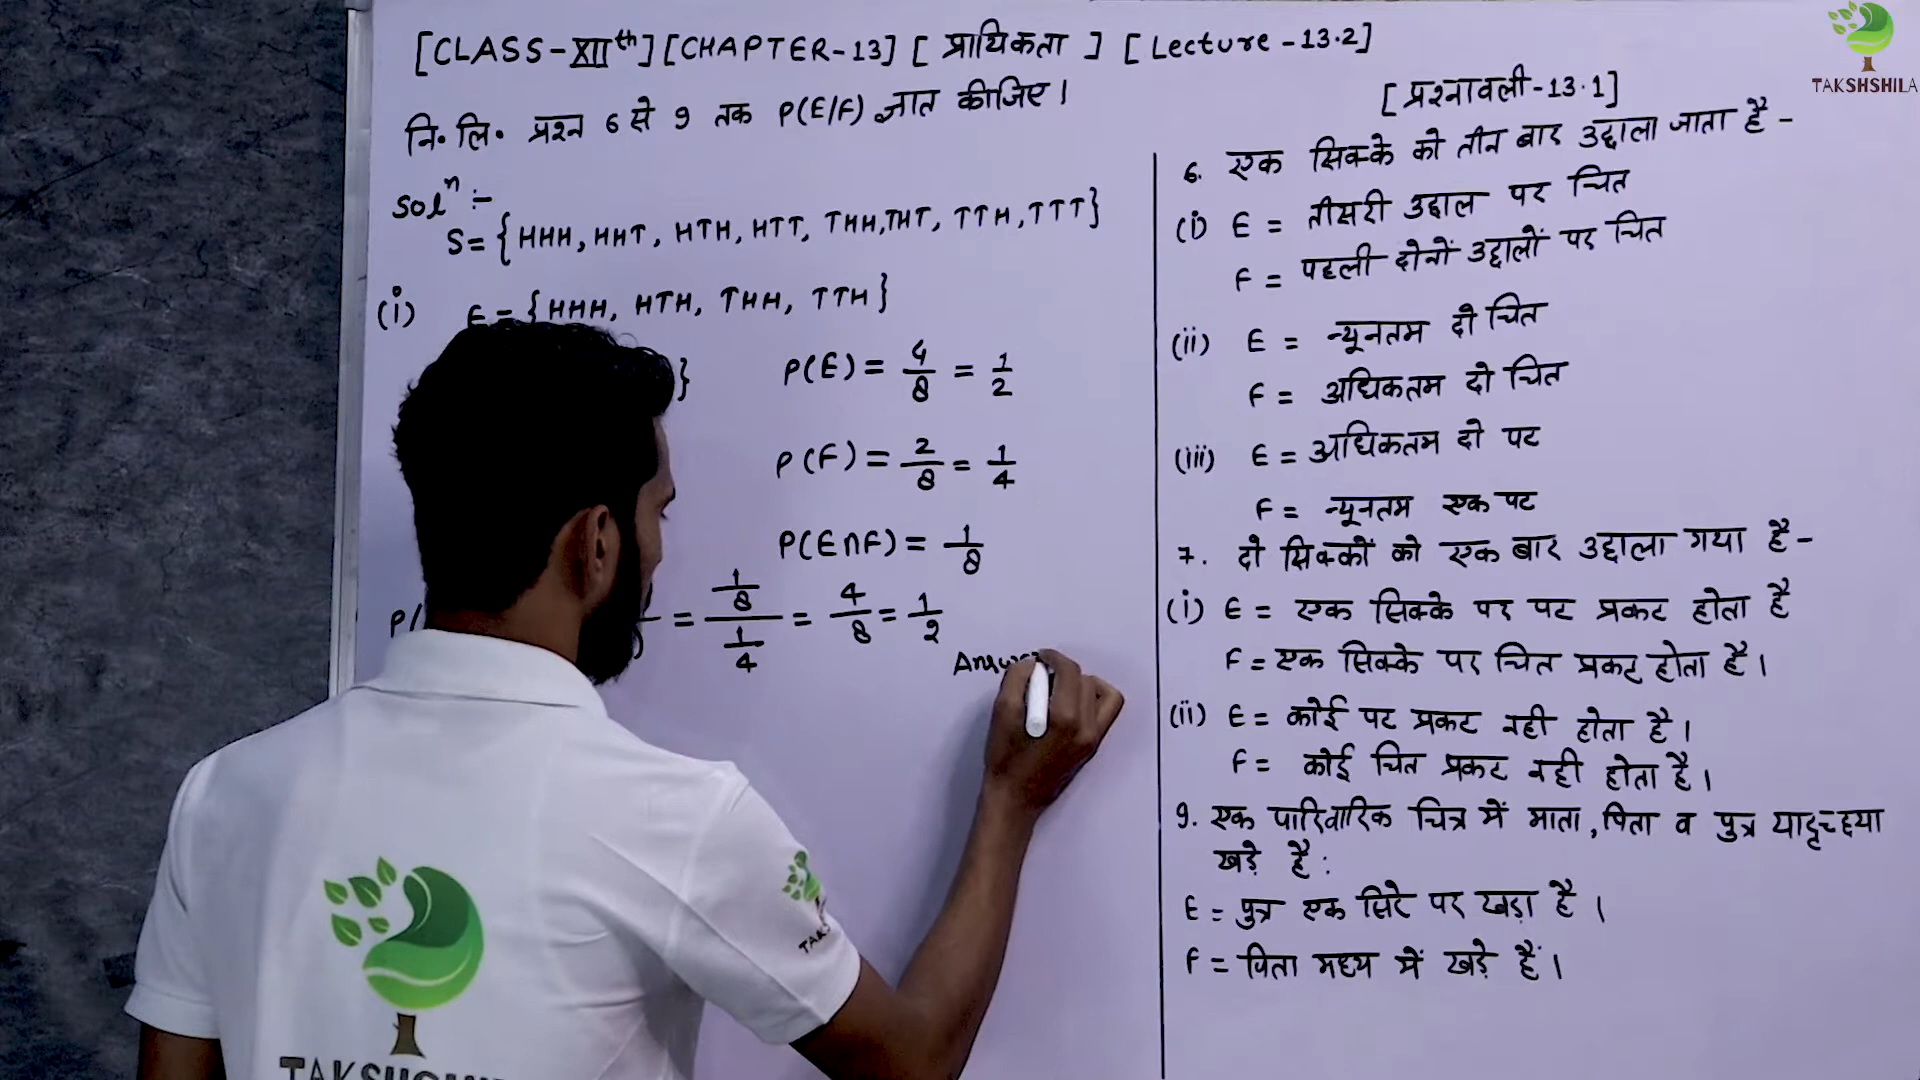 [CLASS-XIIth] [CHAPTER-13] [ प्रायिकता ] [ Lecture -13.2]
नि॰ लि॰ प्रश्न 6 से 9 तक P(E/F) ज्ञात कीजिए।
Solⁿ :-
S= {HHH, HHT, HTH, HTT, THH, THT, TTH, TTT}
(i) E = {HHH, HTH, THH, TTH}
}
P(E) = 4/8 = 1/2
P(F) = 2/8 = 1/4
P(E∩F) = 1/8
P( = (1/8)/(1/4) = 4/8 = 1/2
Answer
[प्रश्नावली-13.1]
6. एक सिक्के को तीन बार उछाला जाता है -
(i) E = तीसरी उछाल पर चित
F = पहली दोनों उछालों पर चित
(ii) E = न्यूनतम दो चित
F = अधिकतम दो चित
(iii) E = अधिकतम दो पट
F = न्यूनतम एक पट
7. दो सिक्कों को एक बार उछाला गया है -
(i) E = एक सिक्के पर पट प्रकट होता है
F = एक सिक्के पर चित प्रकट होता है।
(ii) E = कोई पट प्रकट नही होता है।
F = कोई चित प्रकट नही होता है।
9. एक पारिवारिक चित्र में माता, पिता व पुत्र यादृच्छया
खड़े है :
E = पुत्र एक सिरे पर खड़ा है।
F = पिता मध्य में खड़े हैं।
TAKSHSHILA
TAKSHSHILA